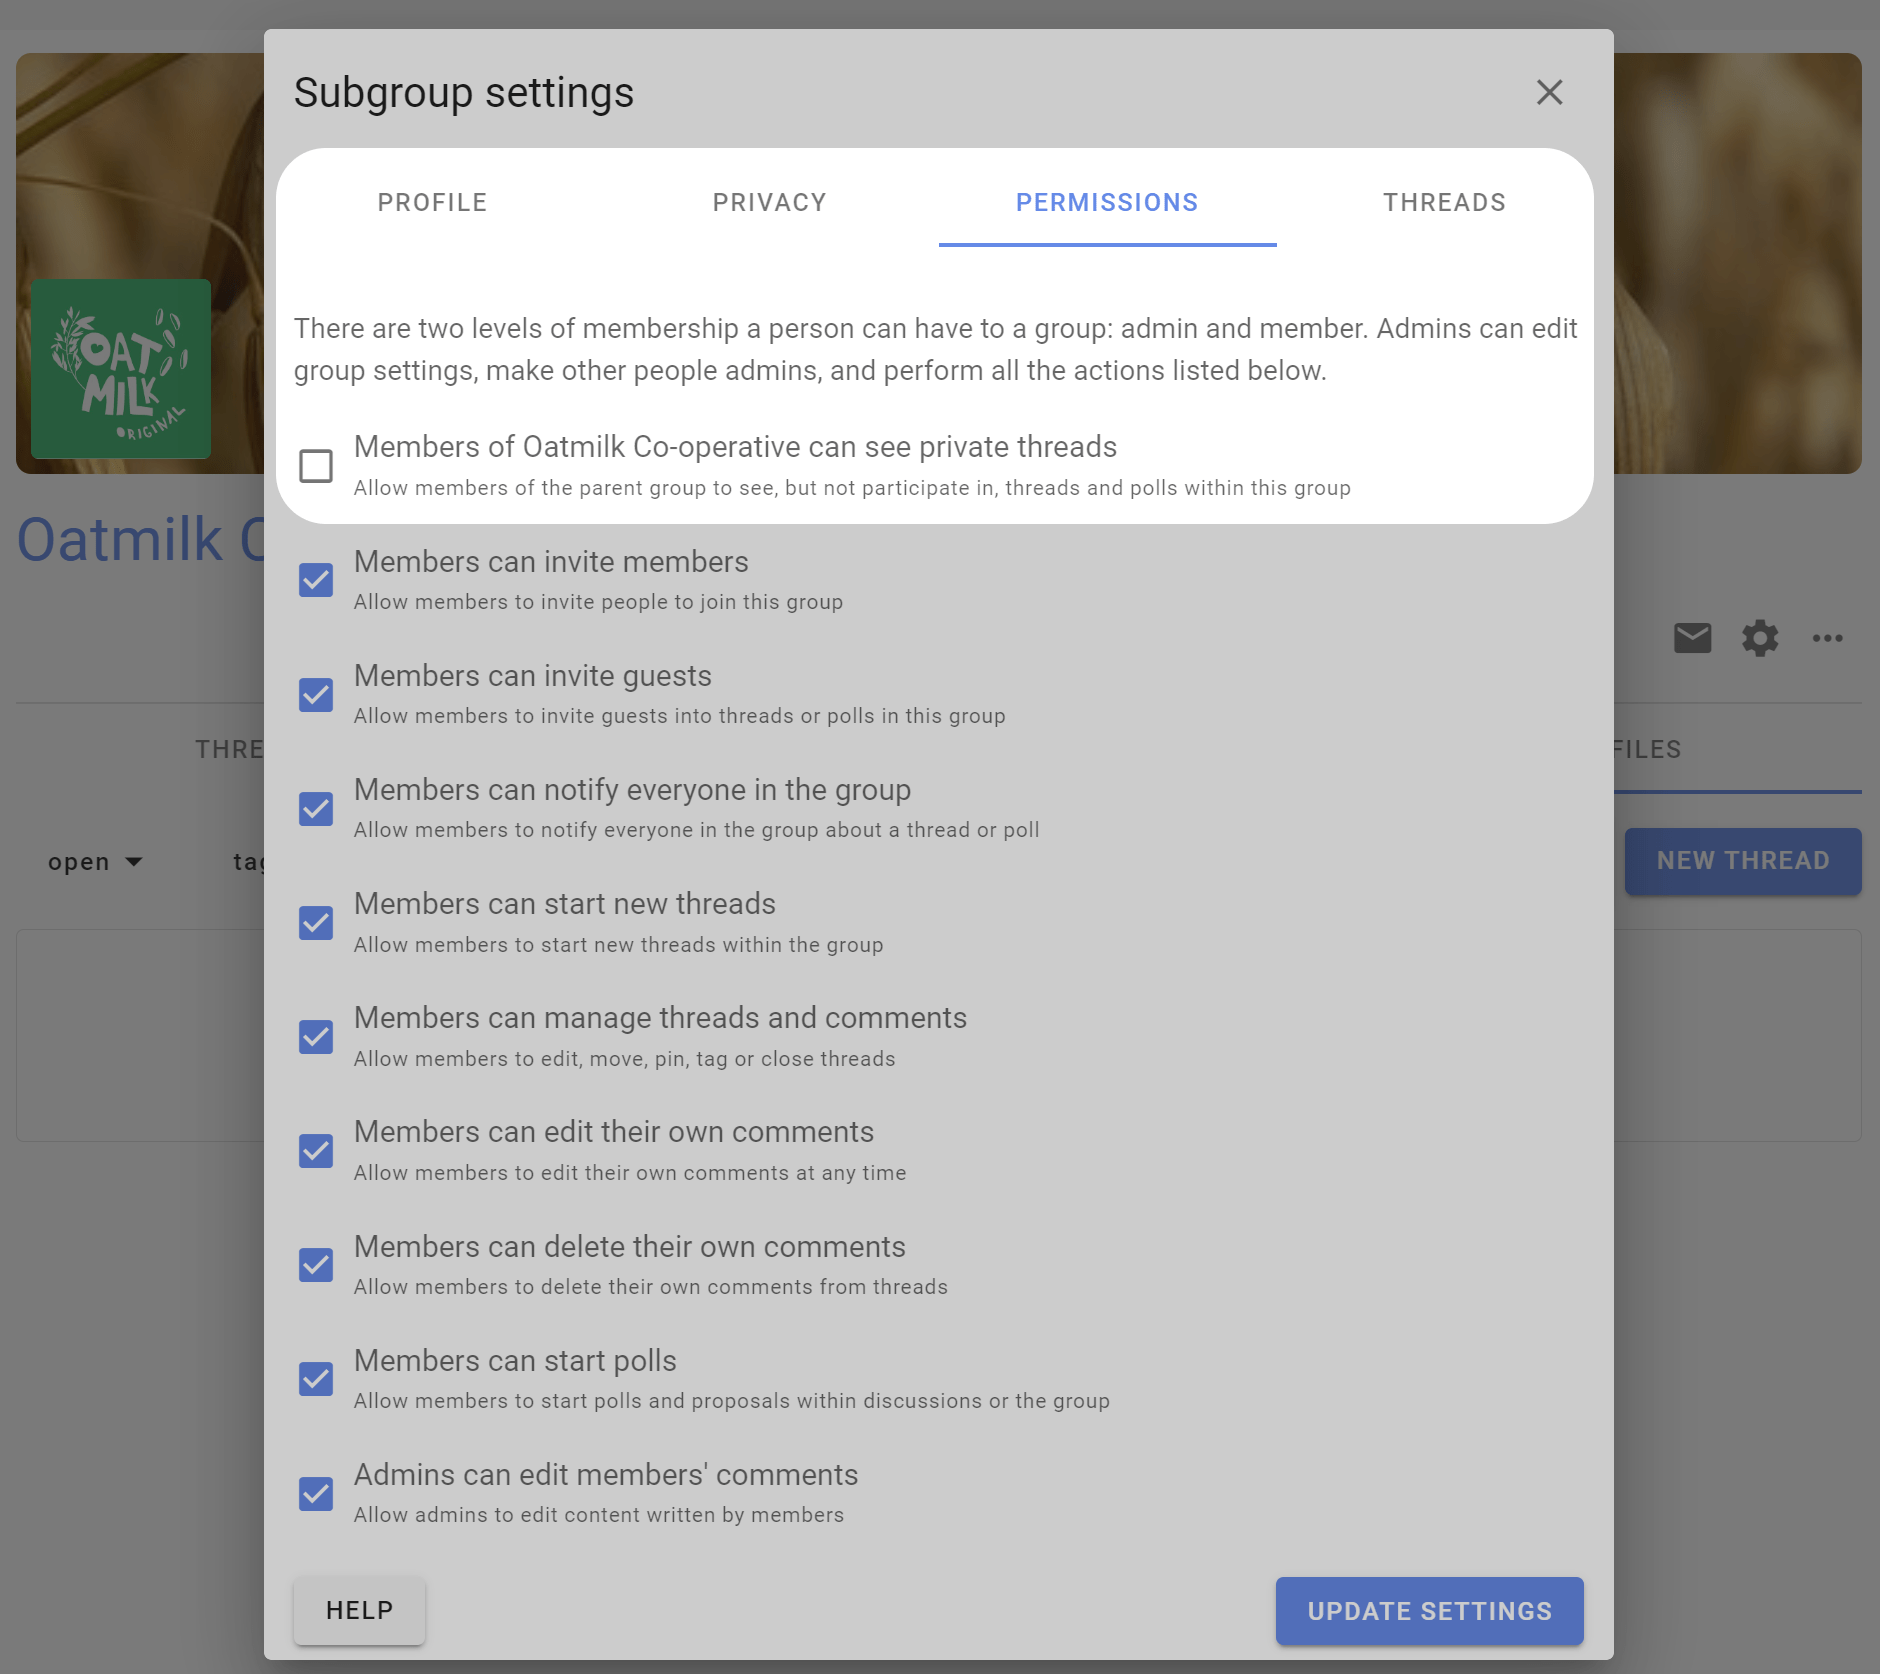 Subgroup settings
PROFILE PRIVACY PERMISSIONS THREADS
There are two levels of membership a person can have to a group: admin and member. Admins can edit
group settings, make other people admins, and perform all the actions listed below.
Members of Oatmilk Co-operative can see private threads
Allow members of the parent group to see, but not participate in, threads and polls within this group
Members can invite members
Allow members to invite people to join this group
Members can invite guests
Allow members to invite guests into threads or polls in this group
Members can notify everyone in the group
Allow members to notify everyone in the group about a thread or poll
Members can start new threads
Allow members to start new threads within the group
Members can manage threads and comments
Allow members to edit, move, pin, tag or close threads
Members can edit their own comments
Allow members to edit their own comments at any time
Members can delete their own comments
Allow members to delete their own comments from threads
Members can start polls
Allow members to start polls and proposals within discussions or the group
Admins can edit members' comments
Allow admins to edit content written by members
HELP
UPDATE SETTINGS
OAT
MILK
ORIGINAL
Oatmilk C
THRE
FILES
open
tag
NEW THREAD